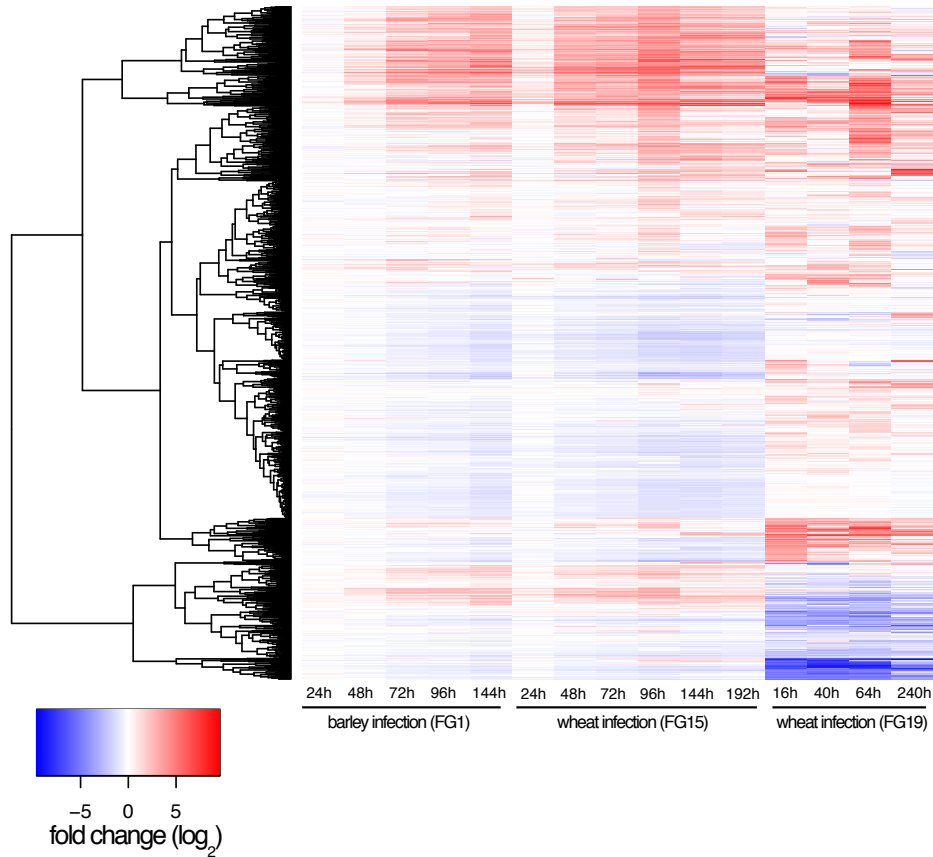 24h 48h 72h 96h 144h 24h 48h 72h 96h 144h 192h 16h 40h 64h 240h
barley infection (FG1) wheat infection (FG15) wheat infection (FG19)
−5 0 5
fold change (log2)